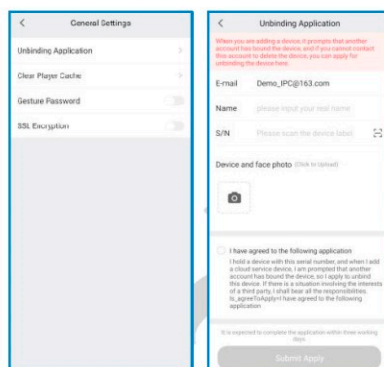 General Settings
Unbinding Application
Clear Player Cache
Gesture Password
SSL Encryption
Unbinding Application
When you are adding a device, it prompts that another
account has bound the device, and if you cannot contact
this account to delete the device, you can apply for
unbinding the device here.
E-mail Demo_IPC@163.com
Name please input your real name
S/N Please scan the device label
Device and face photo (Click to Upload)
I have agreed to the following application
I hold a device with this serial number, and when I add
a cloud service device, I am prompted that another
account has bound the device, so I apply to unbind
this device. If there is a situation involving the interests
of a third party, I shall bear all the responsibilities.
Is_agreeToApply=I have agreed to the following
application
It is expected to complete the application within three working
days.
Submit Apply